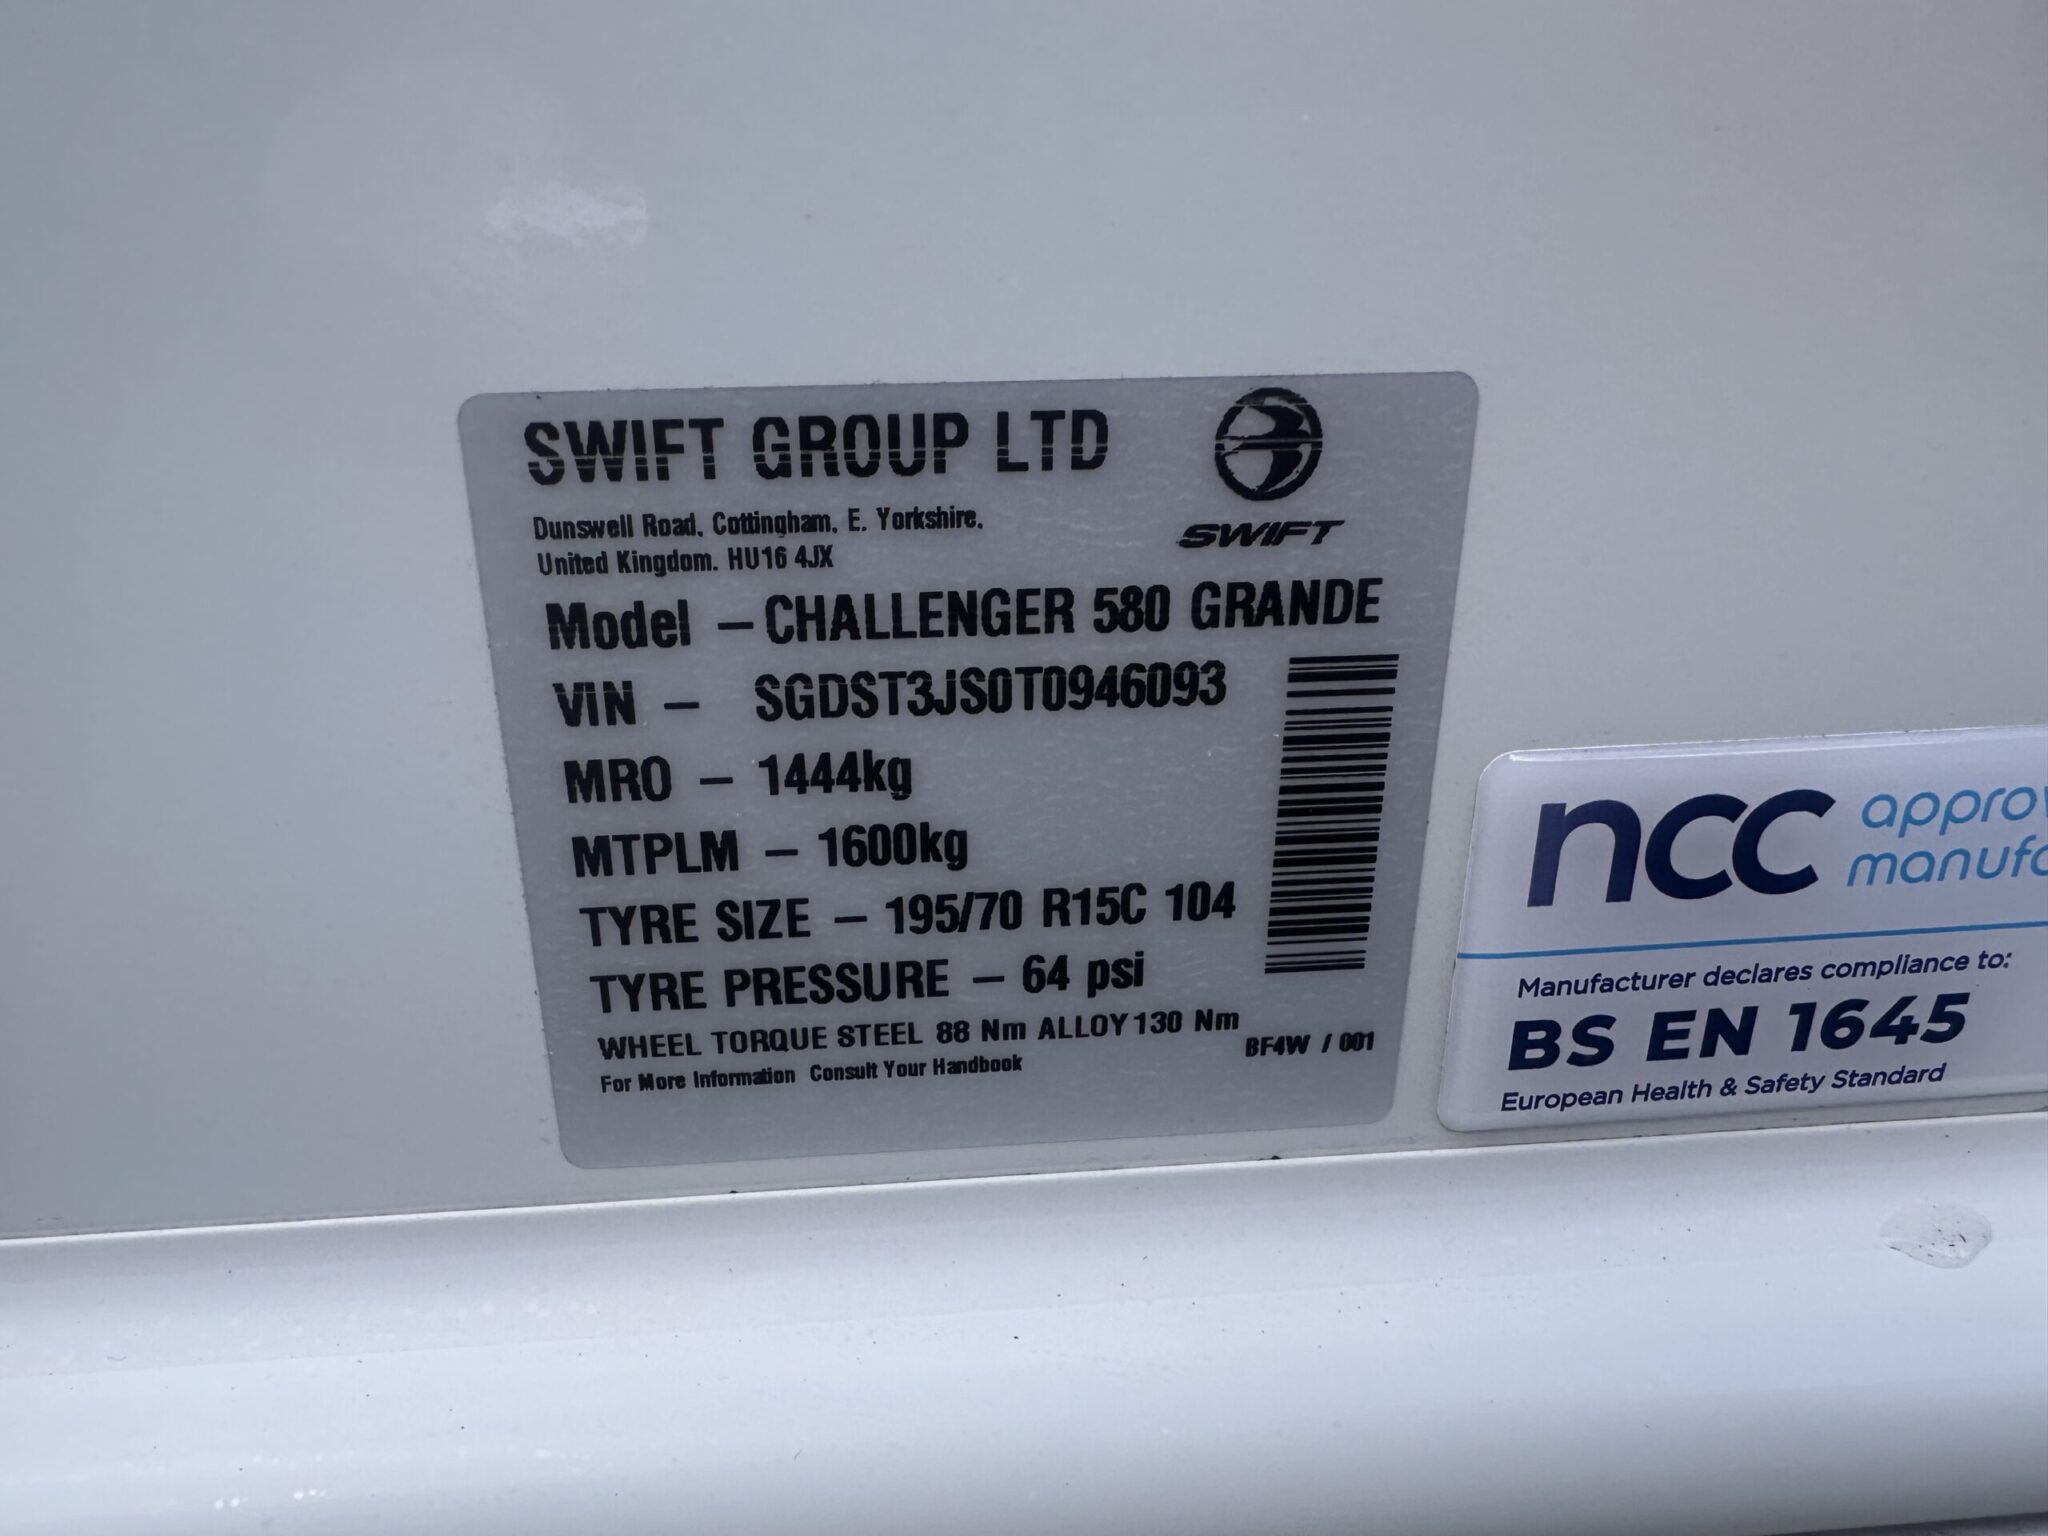 SWIFT GROUP LTD
SWIFT
Dunswell Road, Cottingham, E. Yorkshire,
United Kingdom. HU16 4JX
Model – CHALLENGER 580 GRANDE
VIN – SGDST3JS0T0946093
MRO – 1444kg
MTPLM – 1600kg
TYRE SIZE – 195/70 R15C 104
TYRE PRESSURE – 64 psi
WHEEL TORQUE STEEL 88 Nm ALLOY 130 Nm
BF4W / 001
For More Information Consult Your Handbook
ncc
approv
manufa
Manufacturer declares compliance to:
BS EN 1645
European Health & Safety Standard